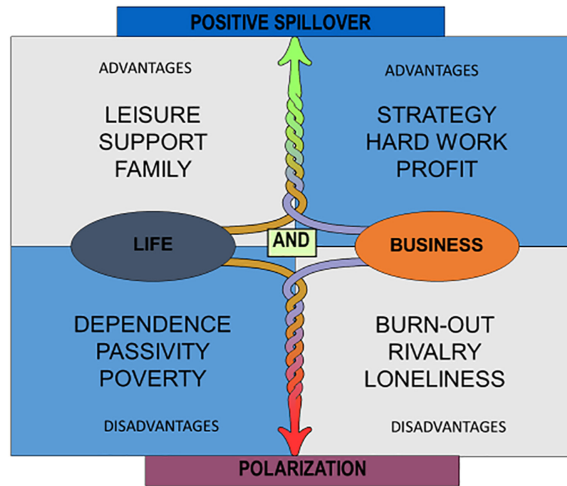 POSITIVE SPILLOVER
ADVANTAGES
LEISURE
SUPPORT
FAMILY
ADVANTAGES
STRATEGY
HARD WORK
PROFIT
LIFE
AND
BUSINESS
DEPENDENCE
PASSIVITY
POVERTY
DISADVANTAGES
BURN-OUT
RIVALRY
LONELINESS
DISADVANTAGES
POLARIZATION